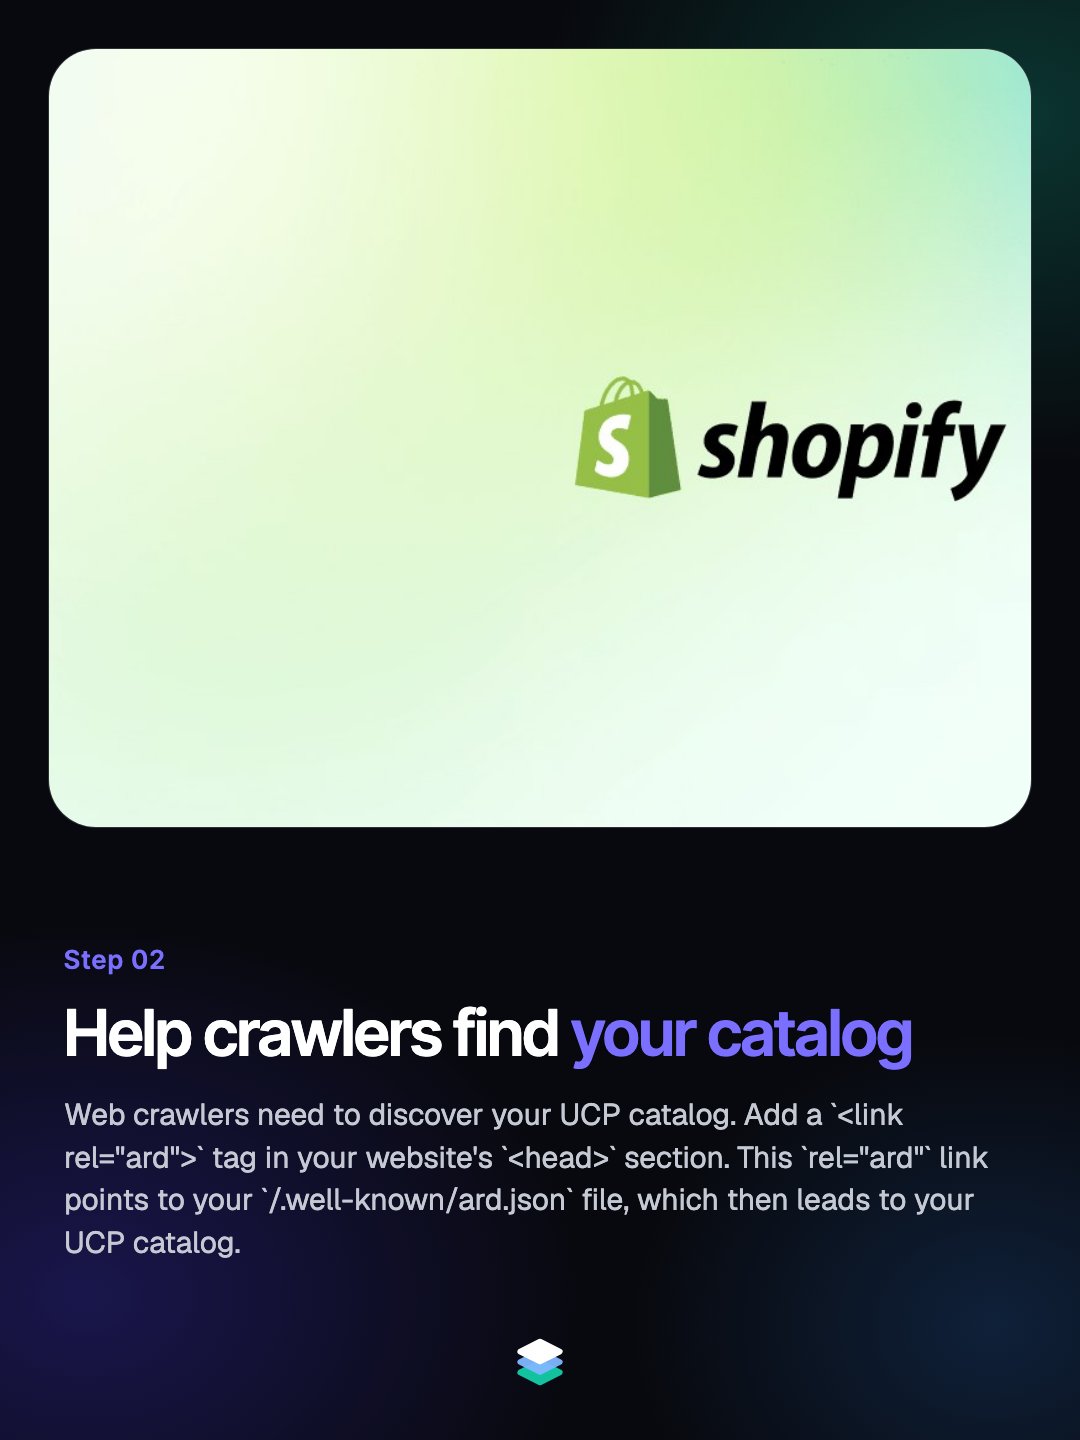 S shopify
Step 02
Help crawlers find your catalog
Web crawlers need to discover your UCP catalog. Add a `<link
rel="ard">` tag in your website's `<head>` section. This `rel="ard"` link
points to your `/.well-known/ard.json` file, which then leads to your
UCP catalog.